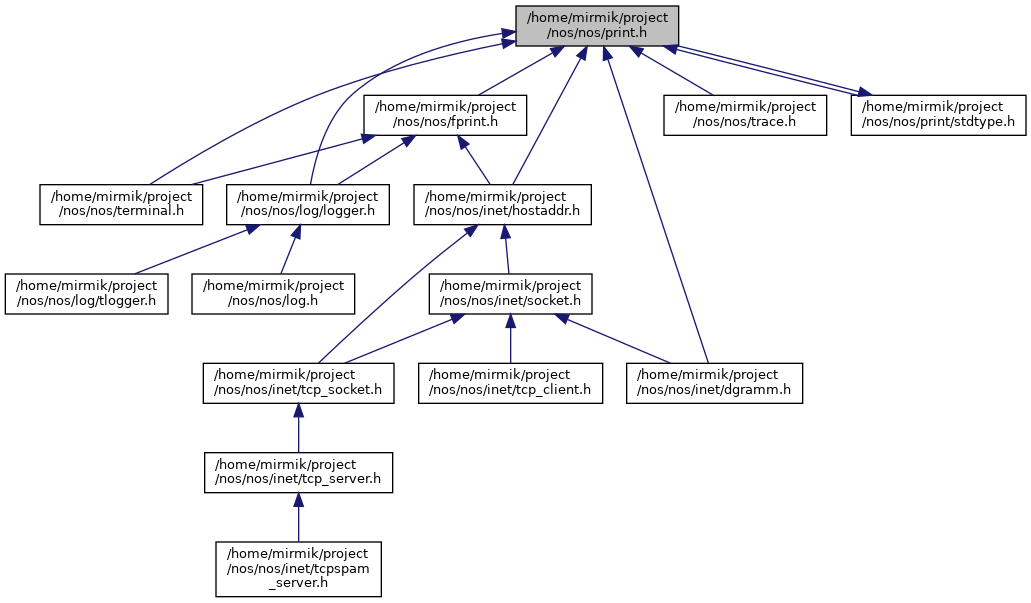 /home/mirmik/project
/nos/nos/print.h
/home/mirmik/project
/nos/nos/fprint.h
/home/mirmik/project
/nos/nos/trace.h
/home/mirmik/project
/nos/nos/print/stdtype.h
/home/mirmik/project
/nos/nos/terminal.h
/home/mirmik/project
/nos/nos/log/logger.h
/home/mirmik/project
/nos/nos/inet/hostaddr.h
/home/mirmik/project
/nos/nos/log/tlogger.h
/home/mirmik/project
/nos/nos/log.h
/home/mirmik/project
/nos/nos/inet/socket.h
/home/mirmik/project
/nos/nos/inet/tcp_socket.h
/home/mirmik/project
/nos/nos/inet/tcp_client.h
/home/mirmik/project
/nos/nos/inet/dgramm.h
/home/mirmik/project
/nos/nos/inet/tcp_server.h
/home/mirmik/project
/nos/nos/inet/tcpspam
_server.h